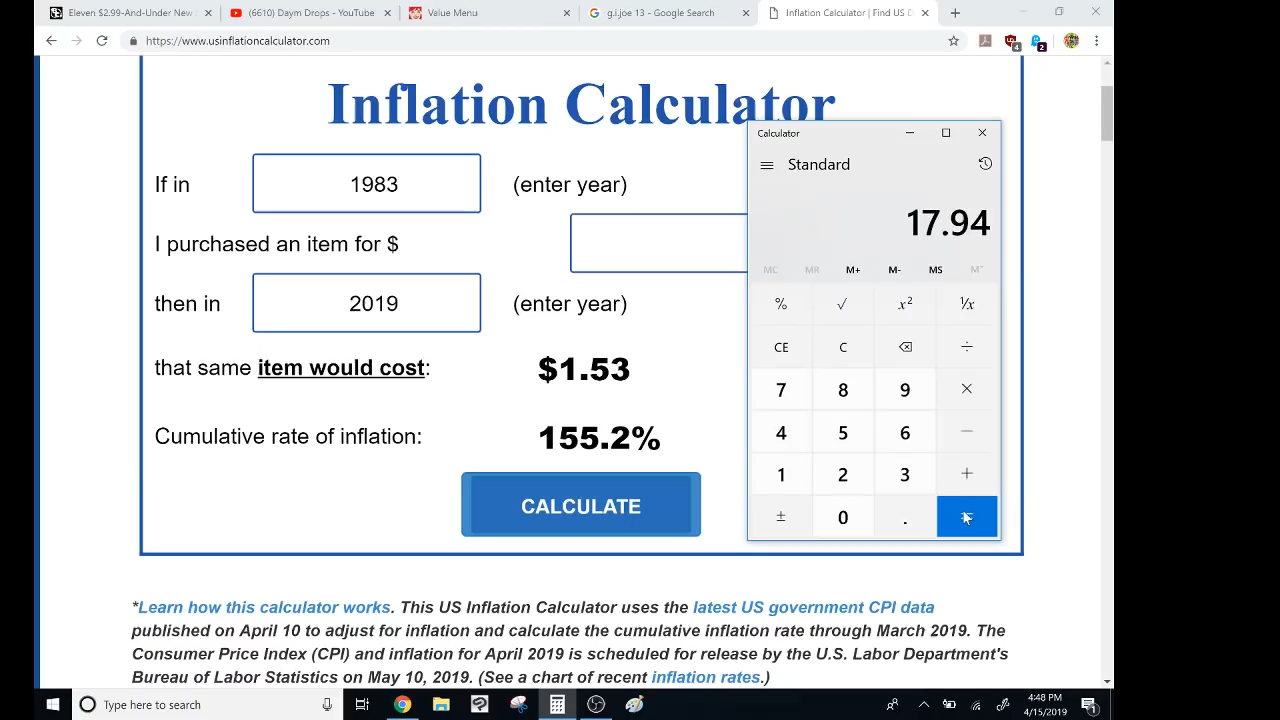 Eleven $2.99-And-Under New
(6610) Daym Drops - YouTube
Value Menu
g.i.joe 13 - Google Search
Inflation Calculator | Find US D
https://www.usinflationcalculator.com
4
2
Inflation Calculator
If in 1983 (enter year)
I purchased an item for $
then in 2019 (enter year)
that same item would cost: $1.53
Cumulative rate of inflation: 155.2%
CALCULATE
Calculator
Standard
17.94
MC MR M+ M- MS M˅
% √ x² ¹/x
CE C ÷
7 8 9 ×
4 5 6 −
1 2 3 +
± 0 . =
*Learn how this calculator works. This US Inflation Calculator uses the latest US government CPI data
published on April 10 to adjust for inflation and calculate the cumulative inflation rate through March 2019. The
Consumer Price Index (CPI) and inflation for April 2019 is scheduled for release by the U.S. Labor Department's
Bureau of Labor Statistics on May 10, 2019. (See a chart of recent inflation rates.)
Type here to search
4:48 PM
4/15/2019
1